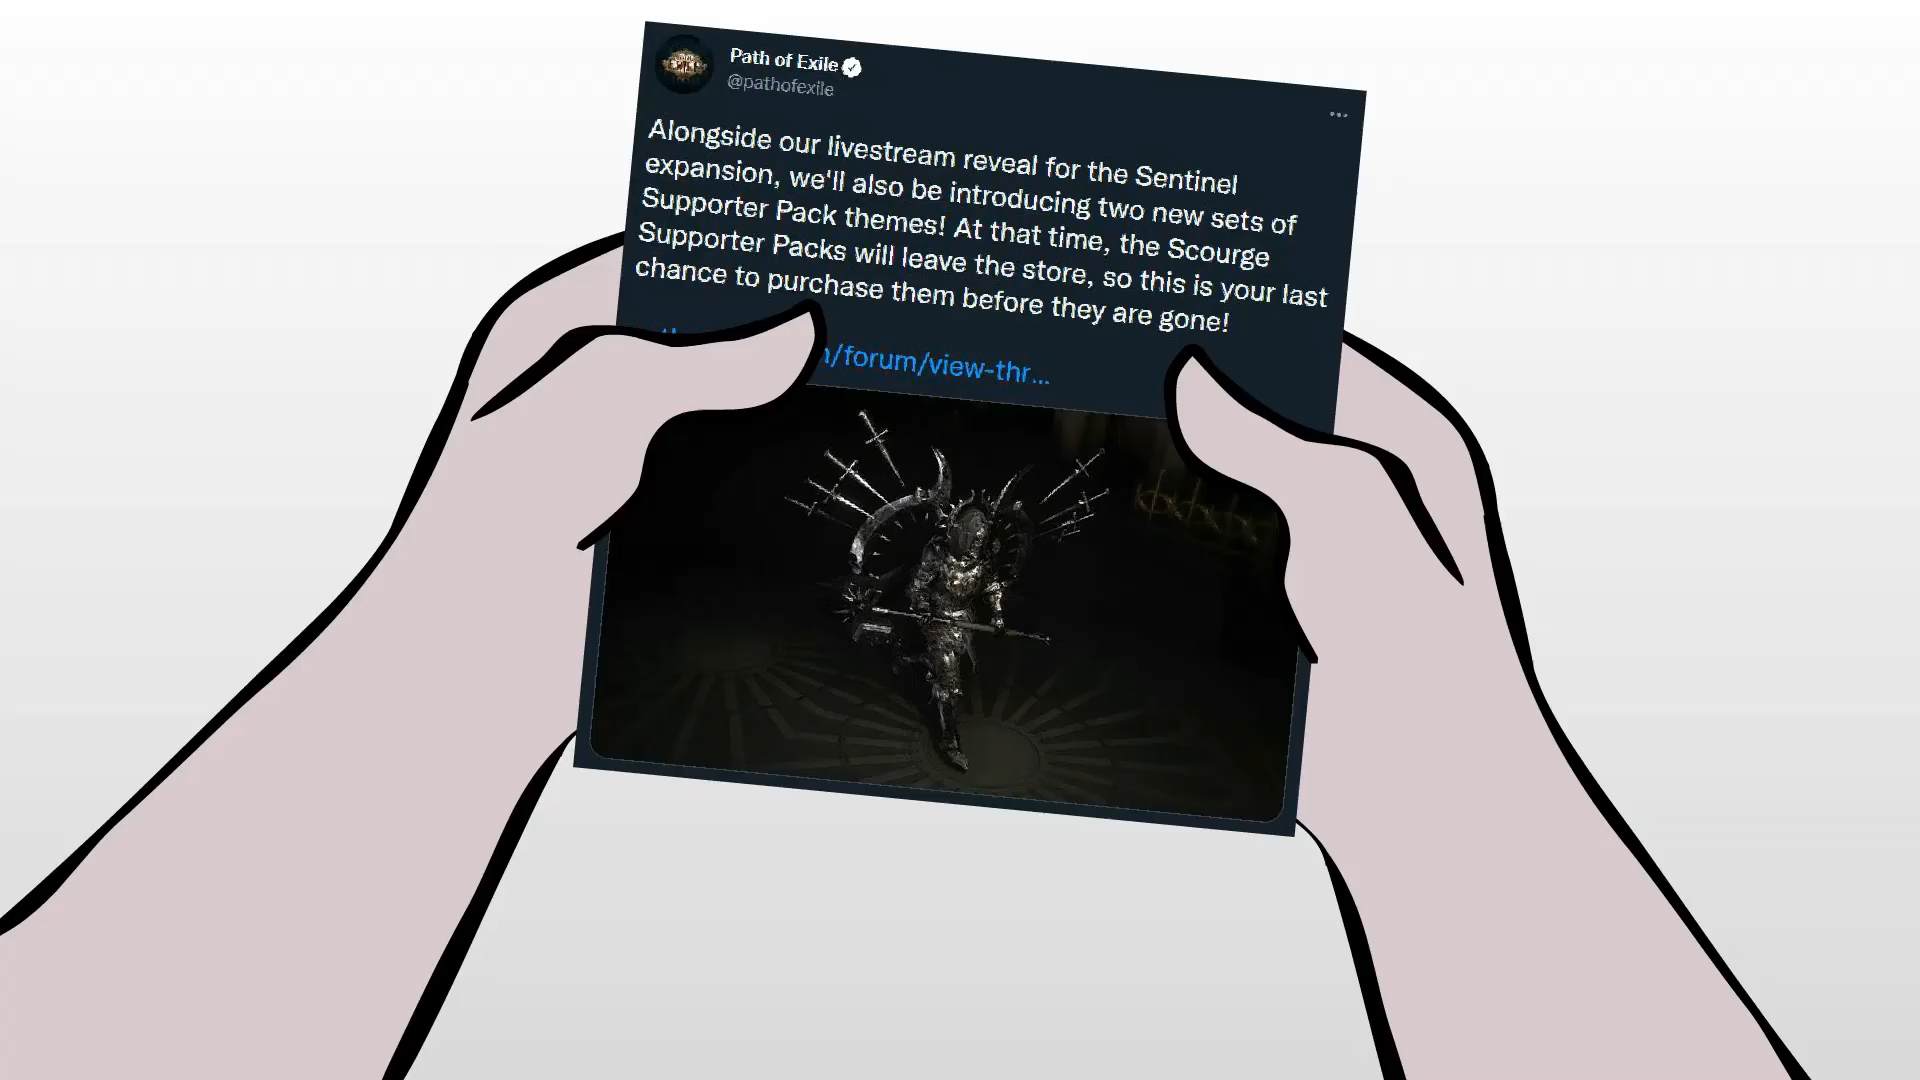 Path of Exile
@pathofexile
Alongside our livestream reveal for the Sentinel
expansion, we'll also be introducing two new sets of
Supporter Pack themes! At that time, the Scourge
Supporter Packs will leave the store, so this is your last
chance to purchase them before they are gone!
/forum/view-thr...